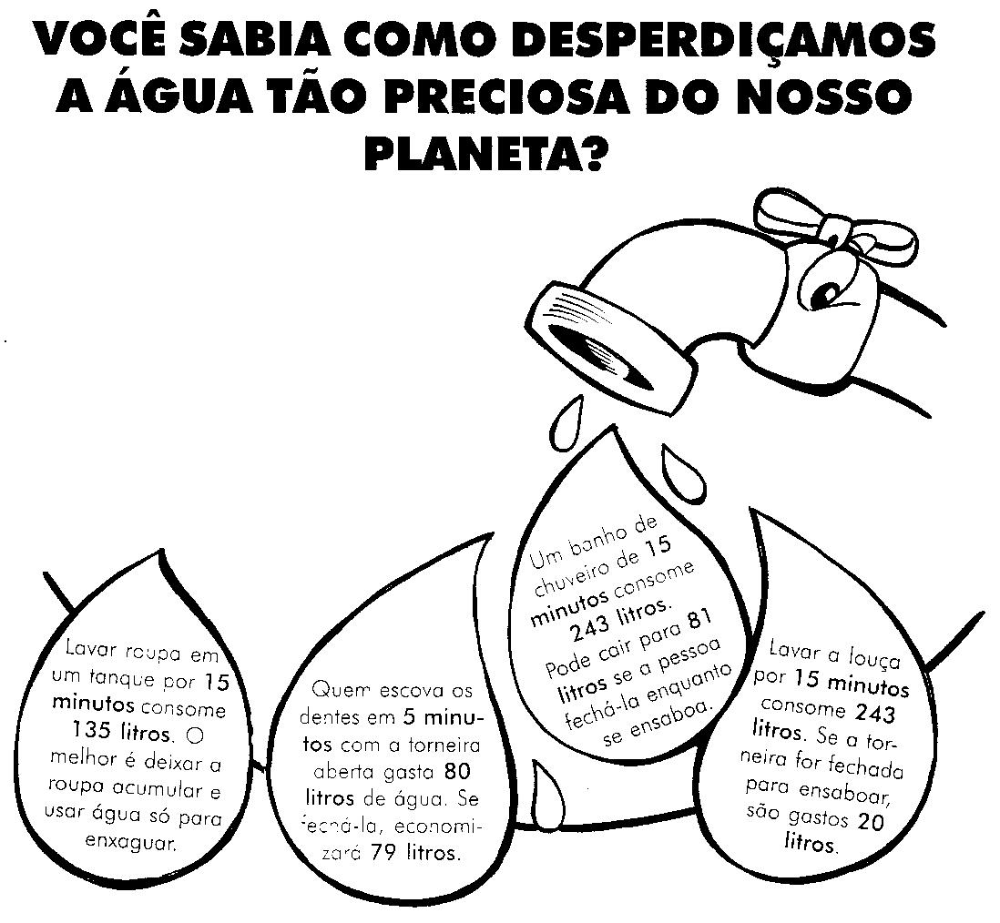 VOCÊ SABIA COMO DESPERDIÇAMOS
A ÁGUA TÃO PRECIOSA DO NOSSO
PLANETA?
Lavar roupa em
um tanque por 15
minutos consome
135 litros. O
melhor é deixar a
roupa acumular e
usar água só para
enxaguar.
Quem escova os
dentes em 5 minu-
tos com a torneira
aberta gasta 80
litros de água. Se
fechá-la, economi-
zará 79 litros.
Um banho de
chuveiro de 15
minutos consome
243 litros.
Pode cair para 81
litros se a pessoa
fechá-la enquanto
se ensaboa.
Lavar a louça
por 15 minutos
consome 243
litros. Se a tor-
neira for fechada
para ensaboar,
são gastos 20
litros.